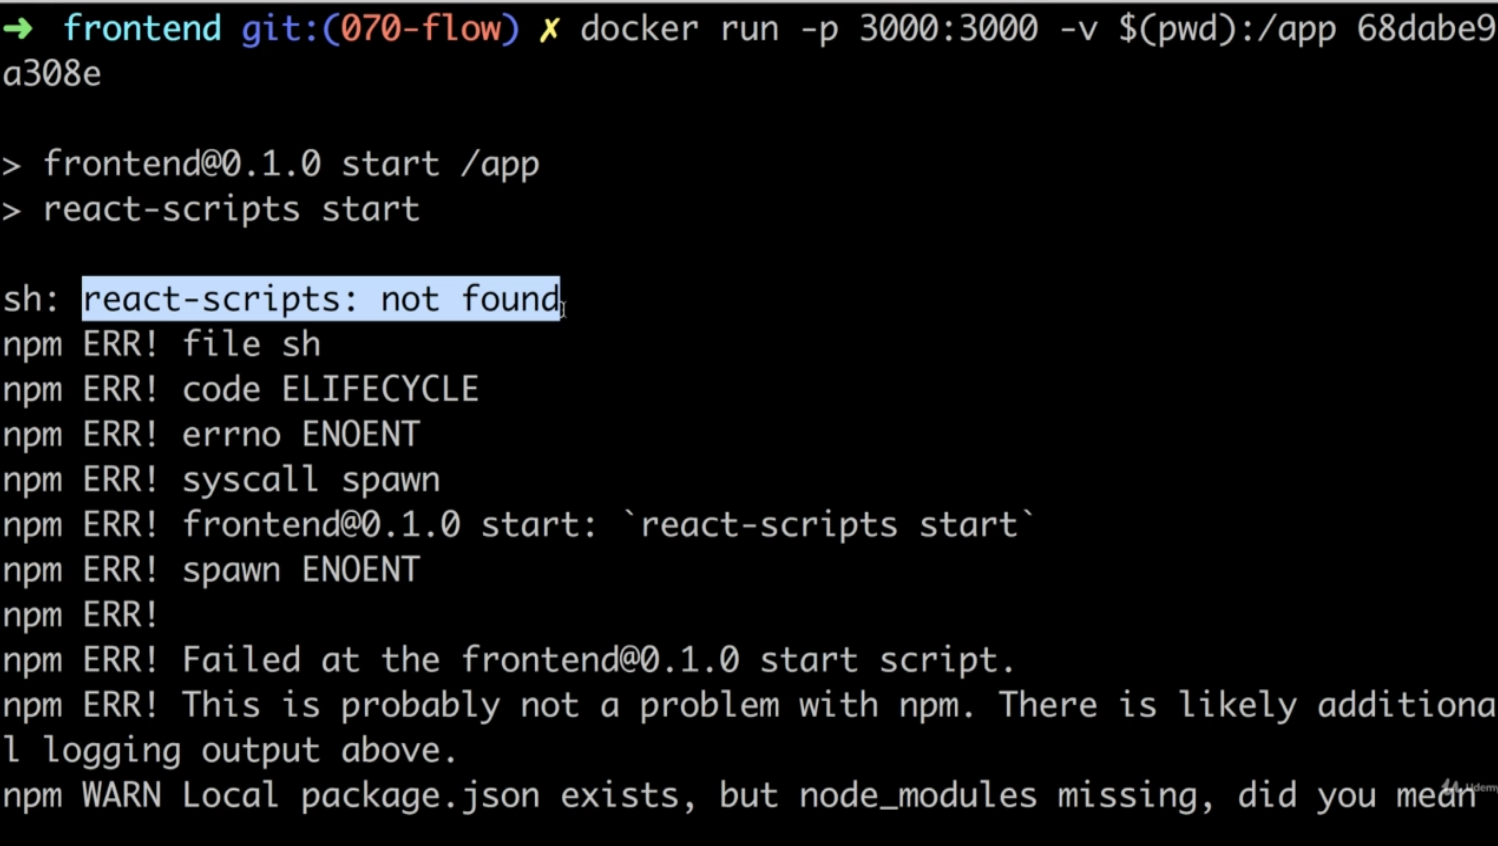 ➜ frontend git:(070-flow) ✗ docker run -p 3000:3000 -v $(pwd):/app 68dabe9
a308e
> frontend@0.1.0 start /app
> react-scripts start
sh: react-scripts: not found
npm ERR! file sh
npm ERR! code ELIFECYCLE
npm ERR! errno ENOENT
npm ERR! syscall spawn
npm ERR! frontend@0.1.0 start: `react-scripts start`
npm ERR! spawn ENOENT
npm ERR!
npm ERR! Failed at the frontend@0.1.0 start script.
npm ERR! This is probably not a problem with npm. There is likely additiona
l logging output above.
npm WARN Local package.json exists, but node_modules missing, did you mean
Udemy